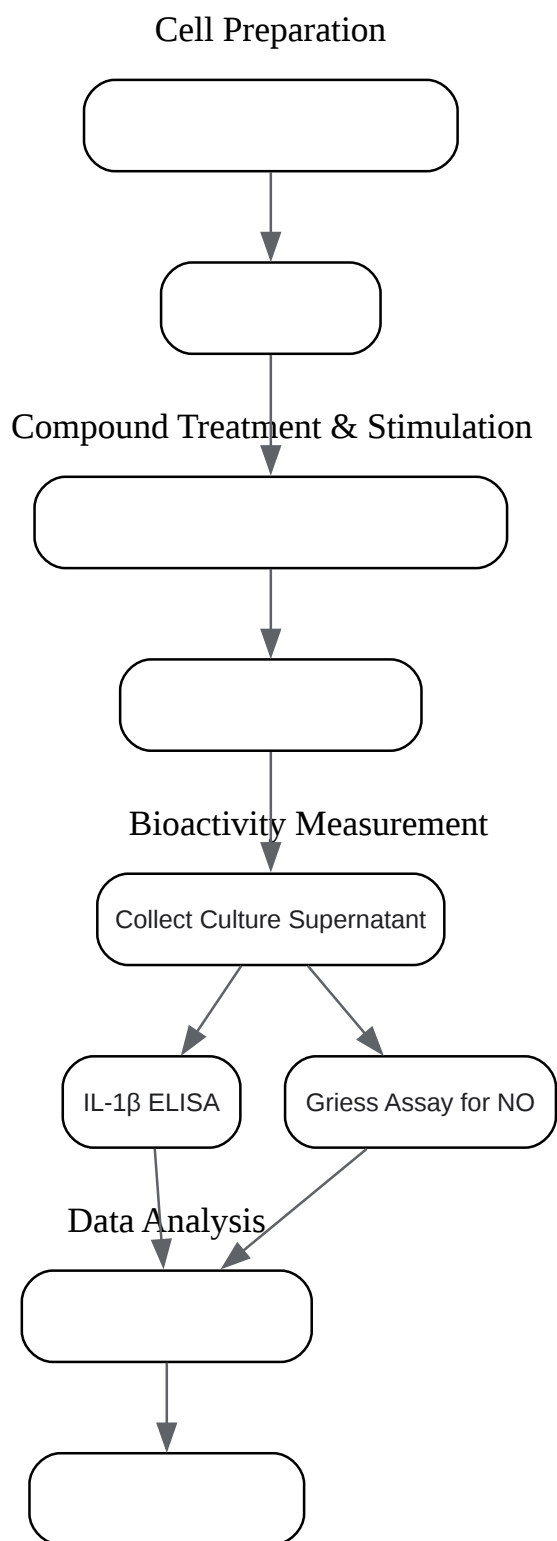 Cell Preparation
Compound Treatment & Stimulation
Bioactivity Measurement
Collect Culture Supernatant
IL-1β ELISA
Griess Assay for NO
Data Analysis